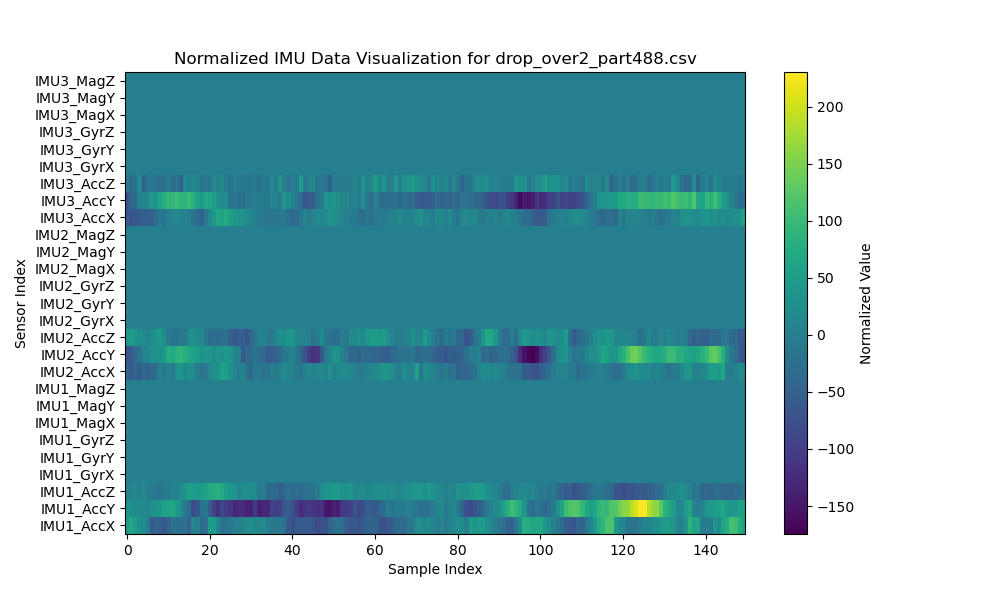 Normalized IMU Data Visualization for drop_over2_part488.csv
IMU3_MagZ
IMU3_MagY
IMU3_MagX
IMU3_GyrZ
IMU3_GyrY
IMU3_GyrX
IMU3_AccZ
IMU3_AccY
IMU3_AccX
IMU2_MagZ
IMU2_MagY
IMU2_MagX
IMU2_GyrZ
IMU2_GyrY
IMU2_GyrX
IMU2_AccZ
IMU2_AccY
IMU2_AccX
IMU1_MagZ
IMU1_MagY
IMU1_MagX
IMU1_GyrZ
IMU1_GyrY
IMU1_GyrX
IMU1_AccZ
IMU1_AccY
IMU1_AccX
Sensor Index
0 20 40 60 80 100 120 140
Sample Index
200
150
100
50
0
−50
−100
−150
Normalized Value